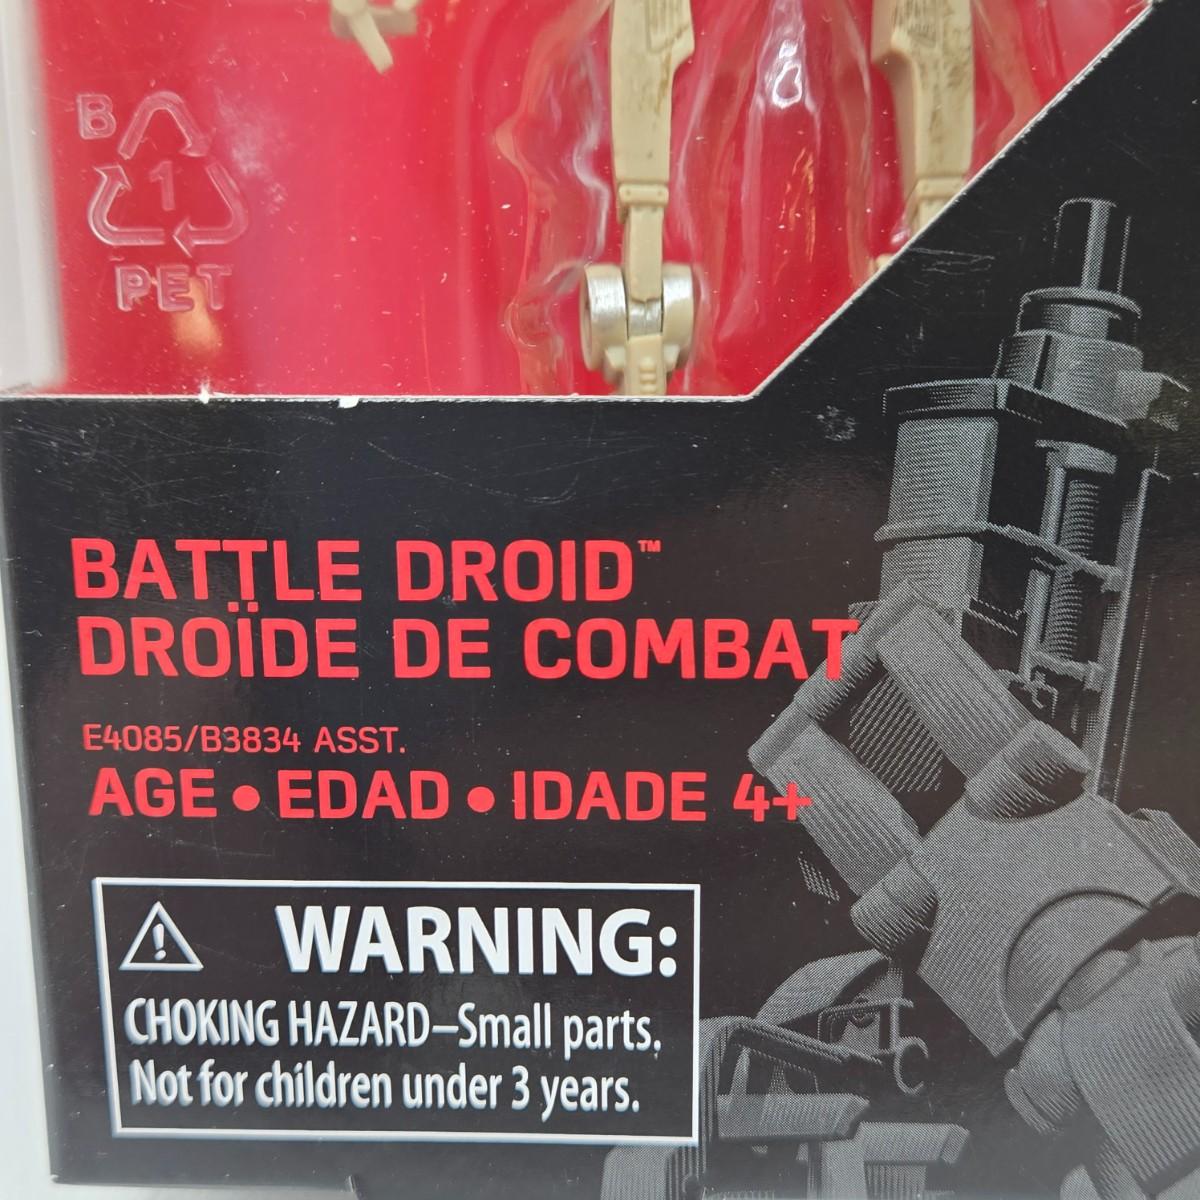 B
1
PET
BATTLE DROID™
DROÏDE DE COMBAT
E4085/B3834 ASST.
AGE • EDAD • IDADE 4+
WARNING:
CHOKING HAZARD–Small parts.
Not for children under 3 years.